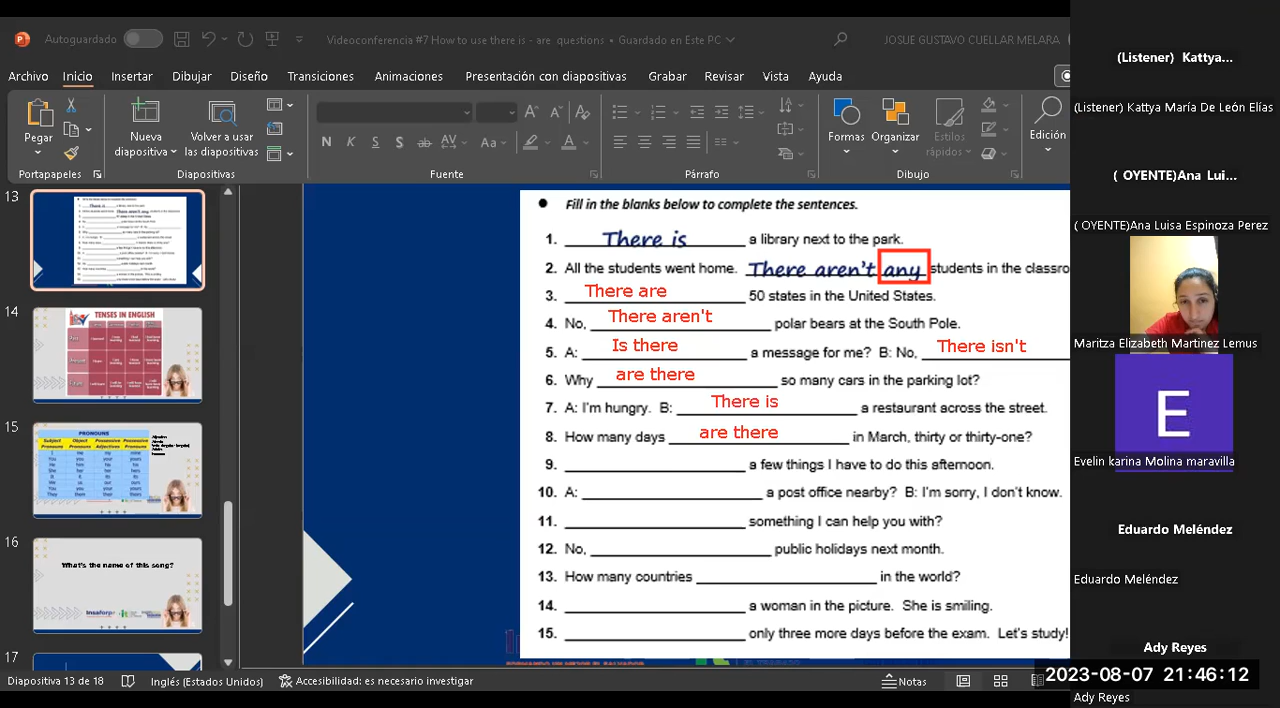 Autoguardado
Videoconferencia #7 How to use there is - are questions • Guardado en Este PC
JOSUE GUSTAVO CUELLAR MELARA
Archivo Inicio Insertar Dibujar Diseño Transiciones Animaciones Presentación con diapositivas Grabar Revisar Vista Ayuda
Pegar
Nueva diapositiva
Volver a usar las diapositivas
Formas
Organizar
Estilos rápidos
Edición
Portapapeles
Diapositivas
Fuente
Párrafo
Dibujo
13
14
TENSES IN ENGLISH
15
PRONOUNS
16
What's the name of this song?
17
Fill in the blanks below to complete the sentences.
1. There is a library next to the park.
2. All the students went home. There aren't any students in the classro
3. There are 50 states in the United States.
4. No, There aren't polar bears at the South Pole.
5. A: Is there a message for me? B: No, There isn't
6. Why are there so many cars in the parking lot?
7. A: I'm hungry. B: There is a restaurant across the street.
8. How many days are there in March, thirty or thirty-one?
9. ____ a few things I have to do this afternoon.
10. A: ____ a post office nearby? B: I'm sorry, I don't know.
11. ____ something I can help you with?
12. No, ____ public holidays next month.
13. How many countries ____ in the world?
14. ____ a woman in the picture. She is smiling.
15. ____ only three more days before the exam. Let's study!
Diapositiva 13 de 18
Inglés (Estados Unidos)
Accesibilidad: es necesario investigar
Notas
(Listener) Kattya...
(Listener) Kattya María De León Elías
( OYENTE)Ana Lui...
( OYENTE)Ana Luisa Espinoza Perez
Maritza Elizabeth Martinez Lemus
E
Evelin karina Molina maravilla
Eduardo Meléndez
Eduardo Meléndez
Ady Reyes
2023-08-07 21:46:12
Ady Reyes